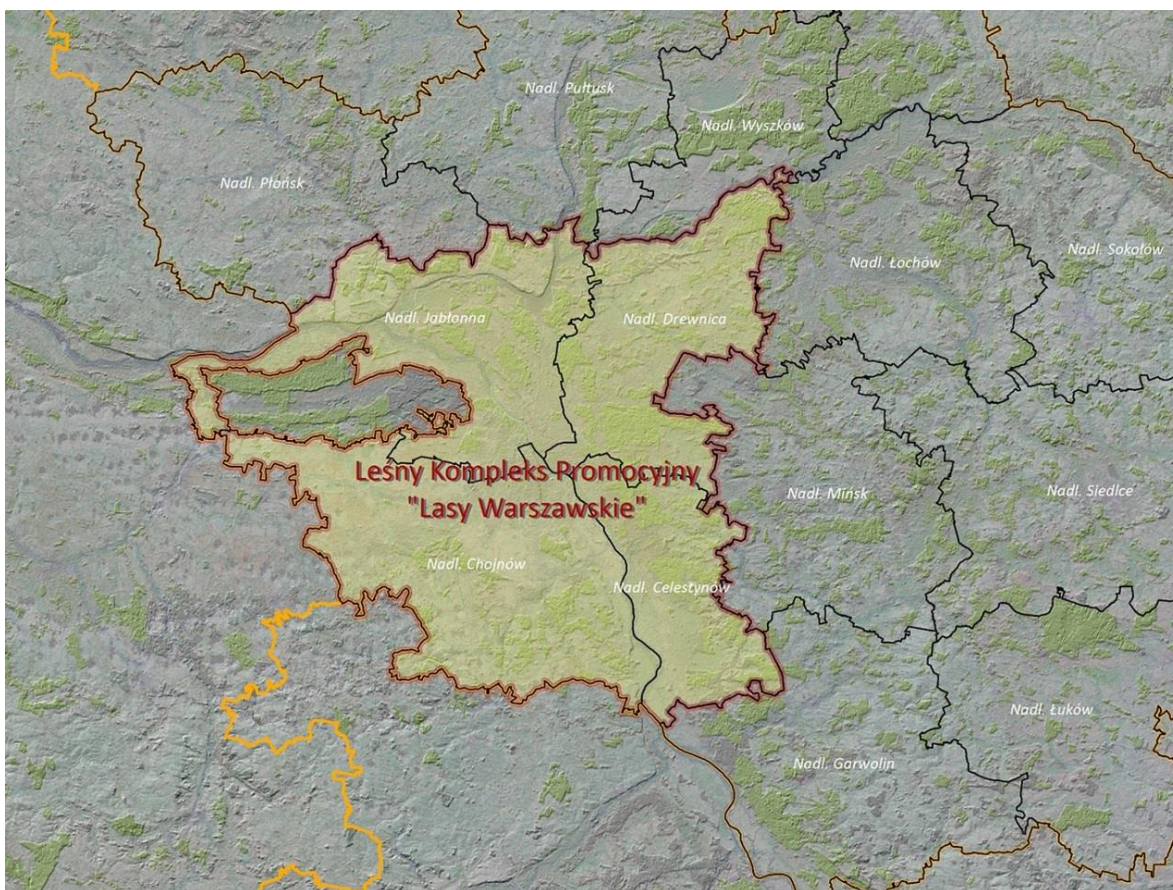 Nadl. Pułtusk
Nadl. Wyszków
Nadl. Płońsk
Nadl. Sokołów
Nadl. Łochów
Nadl. Jabłonna
Nadl. Drewnica
Leśny Kompleks Promocyjny
"Lasy Warszawskie"
Nadl. Mińsk
Nadl. Siedlce
Nadl. Chojnów
Nadl. Celestynów
Nadl. Łuków
Nadl. Garwolin